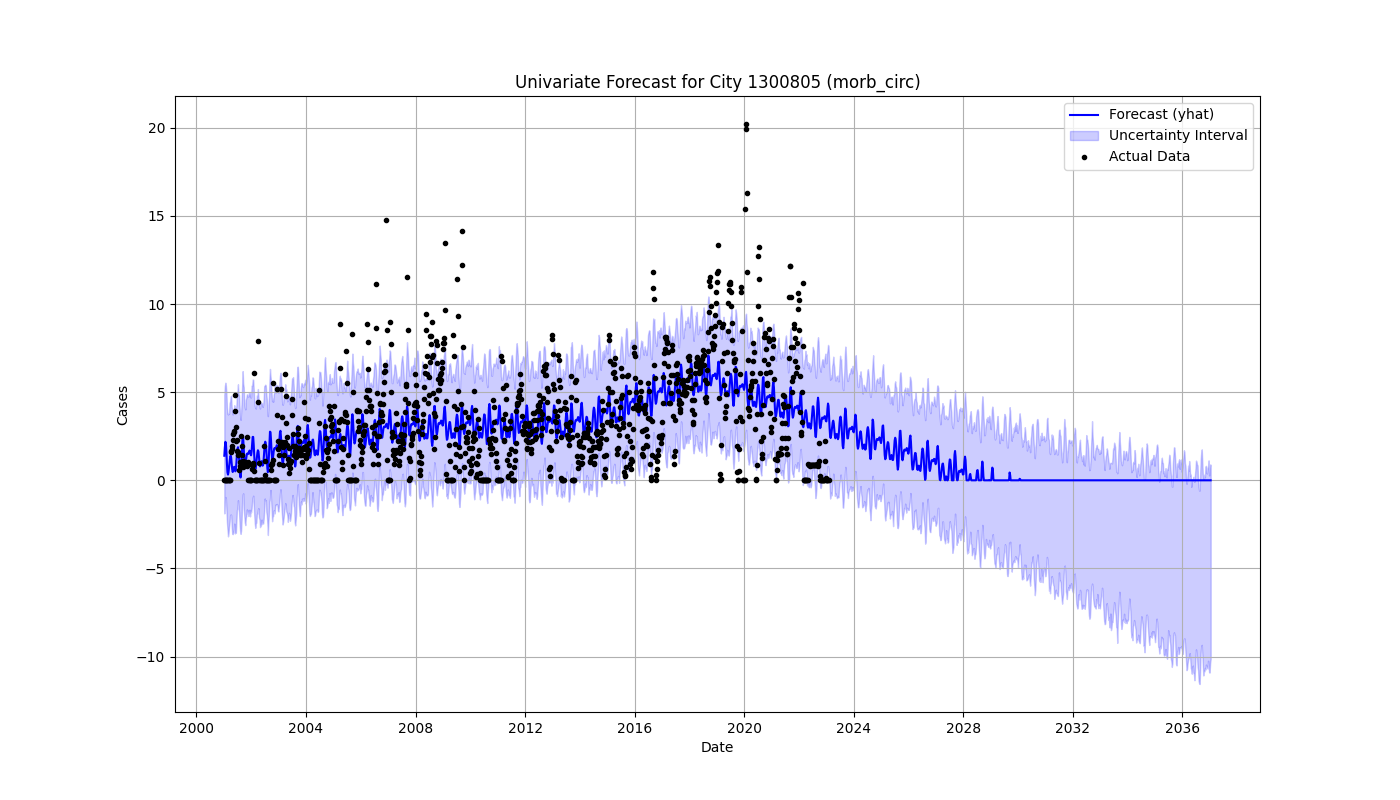 Univariate Forecast for City 1300805 (morb_circ)
Forecast (yhat)
Uncertainty Interval
Actual Data
Cases
20
15
10
5
0
−5
−10
2000 2004 2008 2012 2016 2020 2024 2028 2032 2036
Date